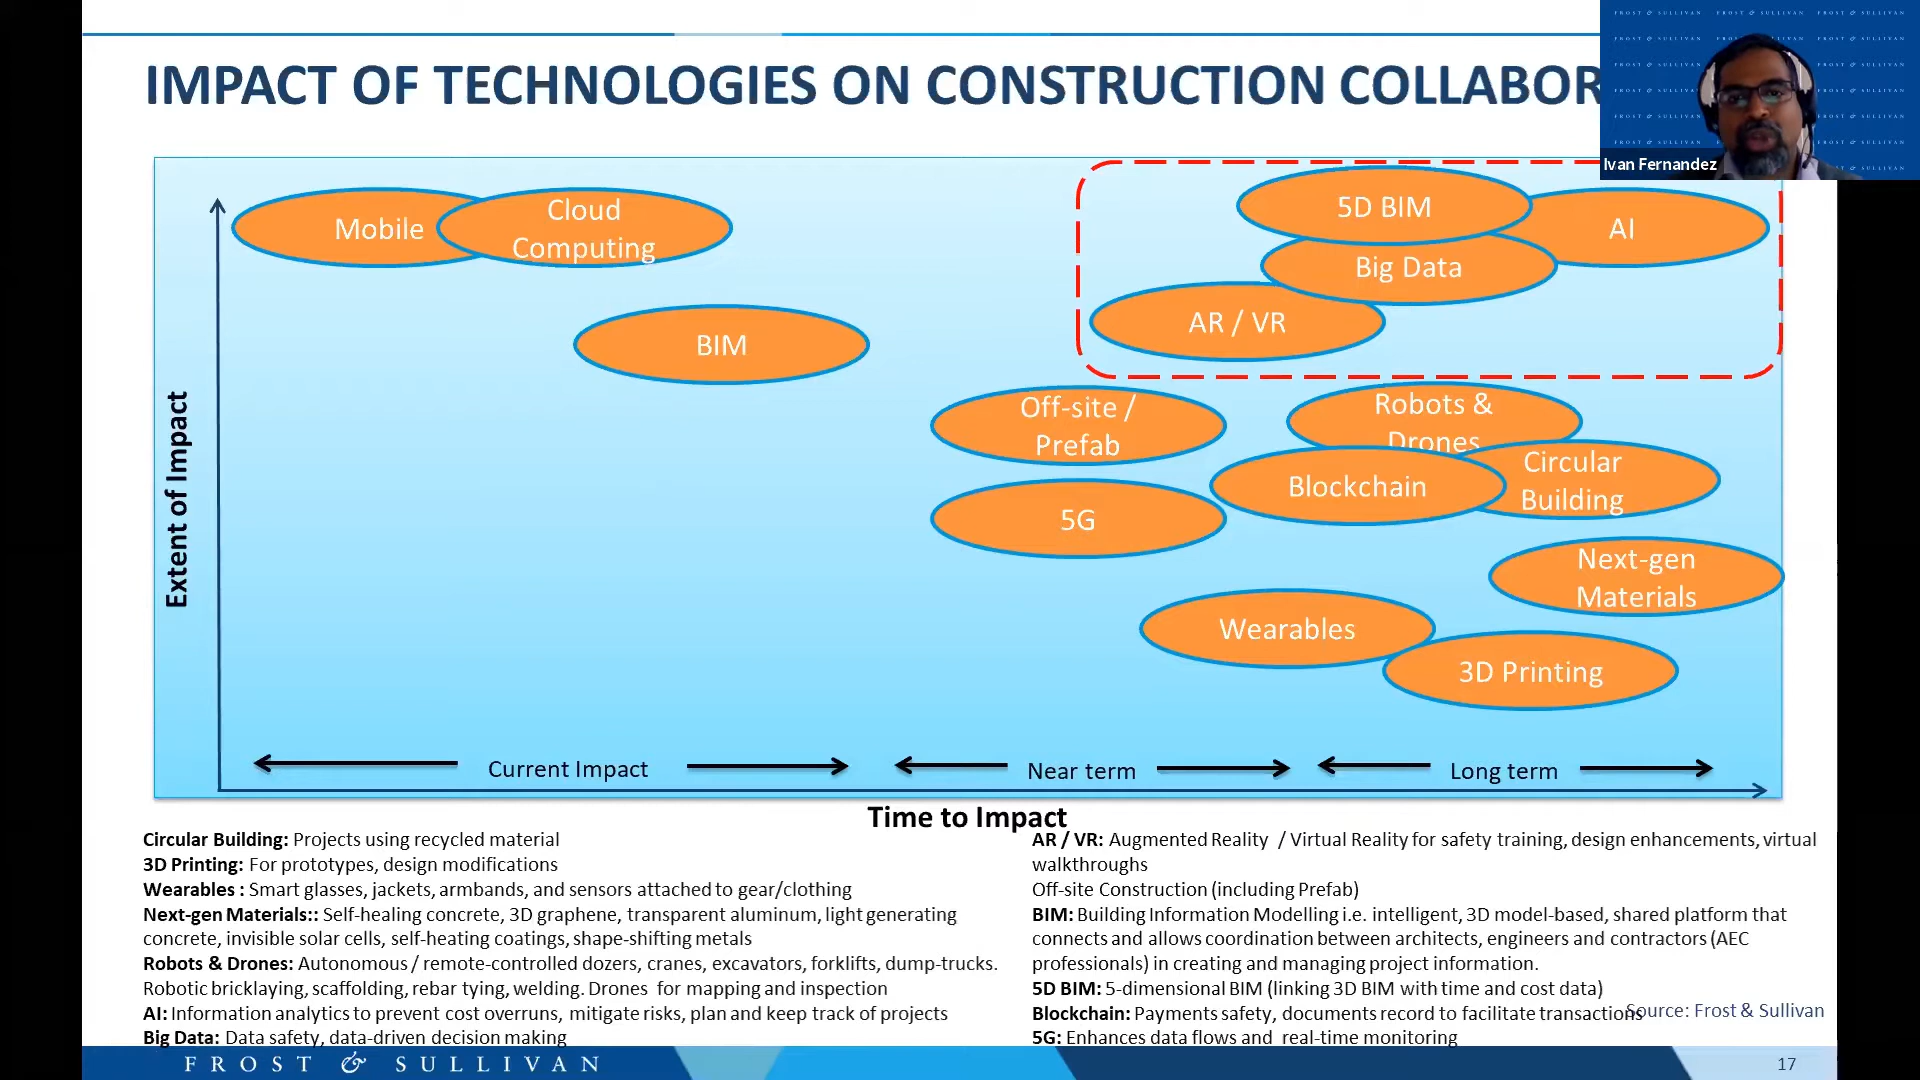 IMPACT OF TECHNOLOGIES ON CONSTRUCTION COLLABOR
FROST & SULLIVAN FROST & SULLIVAN FROST & SULLIVAN
Ivan Fernandez
Mobile
Cloud
Computing
BIM
5D BIM
AI
Big Data
AR / VR
Off-site /
Prefab
Robots &
Drones
Circular
Building
Blockchain
5G
Next-gen
Materials
Wearables
3D Printing
Extent of Impact
Current Impact
Near term
Long term
Time to Impact
Circular Building: Projects using recycled material
3D Printing: For prototypes, design modifications
Wearables : Smart glasses, jackets, armbands, and sensors attached to gear/clothing
Next-gen Materials:: Self-healing concrete, 3D graphene, transparent aluminum, light generating
concrete, invisible solar cells, self-heating coatings, shape-shifting metals
Robots & Drones: Autonomous / remote-controlled dozers, cranes, excavators, forklifts, dump-trucks.
Robotic bricklaying, scaffolding, rebar tying, welding. Drones for mapping and inspection
AI: Information analytics to prevent cost overruns, mitigate risks, plan and keep track of projects
Big Data: Data safety, data-driven decision making
AR / VR: Augmented Reality / Virtual Reality for safety training, design enhancements, virtual
walkthroughs
Off-site Construction (including Prefab)
BIM: Building Information Modelling i.e. intelligent, 3D model-based, shared platform that
connects and allows coordination between architects, engineers and contractors (AEC
professionals) in creating and managing project information.
5D BIM: 5-dimensional BIM (linking 3D BIM with time and cost data)
Blockchain: Payments safety, documents record to facilitate transactions
Source: Frost & Sullivan
5G: Enhances data flows and real-time monitoring
FROST & SULLIVAN
17